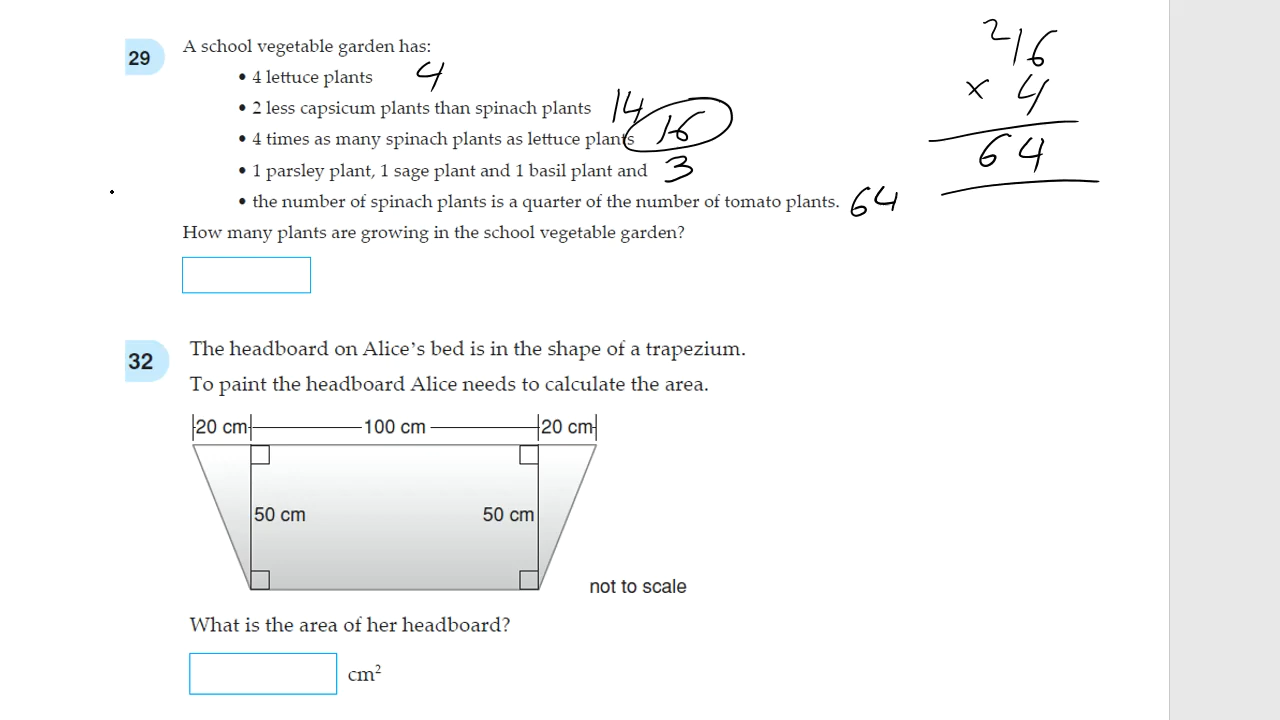 29 A school vegetable garden has:
• 4 lettuce plants 4
• 2 less capsicum plants than spinach plants 14
• 4 times as many spinach plants as lettuce plants 16
• 1 parsley plant, 1 sage plant and 1 basil plant and 3
• the number of spinach plants is a quarter of the number of tomato plants. 64
How many plants are growing in the school vegetable garden?
2
16
× 4
64
32 The headboard on Alice's bed is in the shape of a trapezium.
To paint the headboard Alice needs to calculate the area.
20 cm 100 cm 20 cm
50 cm 50 cm
not to scale
What is the area of her headboard?
cm²